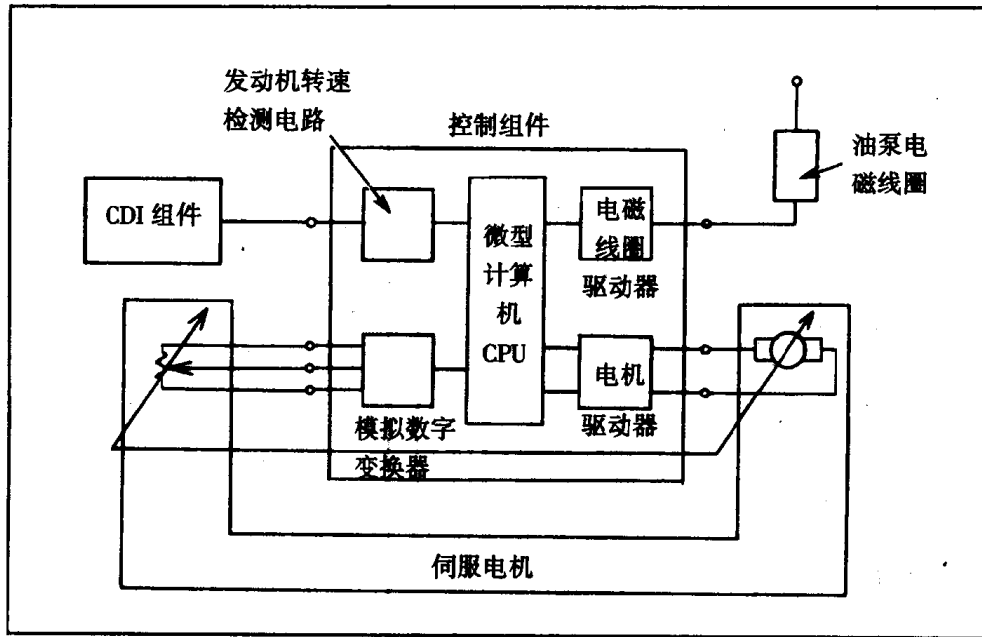 发动机转速
检测电路
控制组件
油泵电
磁线圈
CDI 组件
微型
计算
机
CPU
电磁
线圈
驱动器
电机
驱动器
模拟数字
变换器
伺服电机